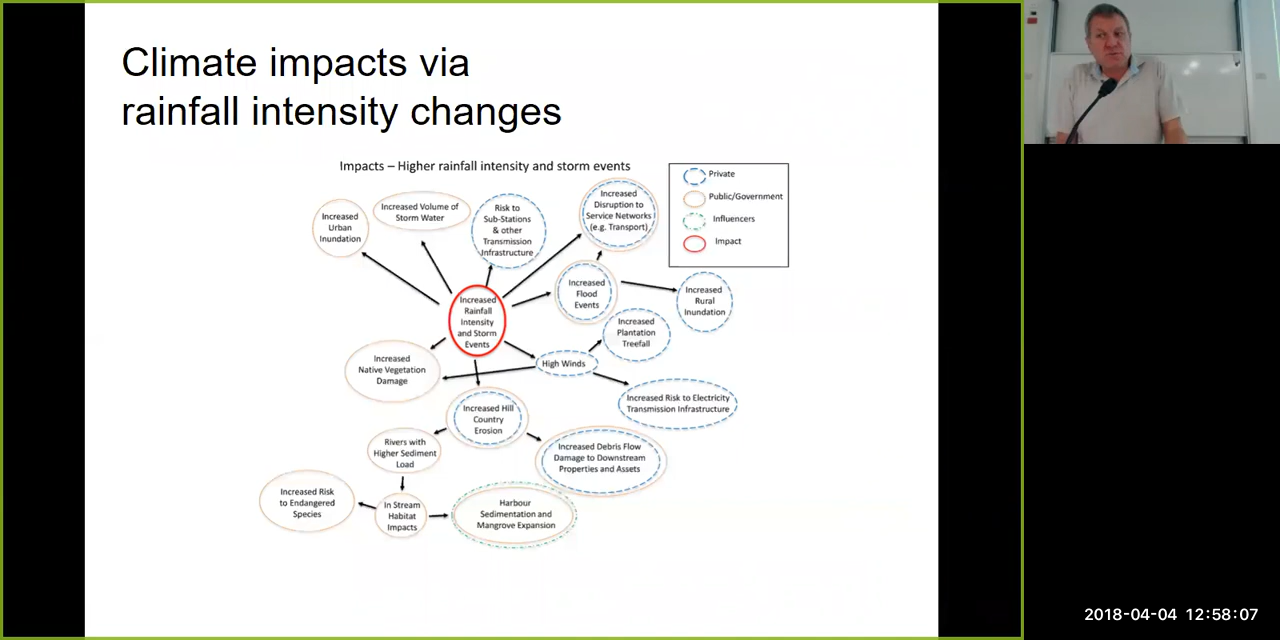 Climate impacts via
rainfall intensity changes
Impacts – Higher rainfall intensity and storm events
Private
Public/Government
Influencers
Impact
Increased
Urban
Inundation
Increased Volume of
Storm Water
Risk to
Sub-Stations
& other
Transmission
Infrastructure
Increased
Disruption to
Service Networks
(e.g. Transport)
Increased
Rainfall
Intensity
and Storm
Events
Increased
Flood
Events
Increased
Rural
Inundation
Increased
Plantation
Treefall
Increased
Native Vegetation
Damage
High Winds
Increased Risk to Electricity
Transmission Infrastructure
Increased Hill
Country
Erosion
Rivers with
Higher Sediment
Load
Increased Debris Flow
Damage to Downstream
Properties and Assets
Increased Risk
to Endangered
Species
In Stream
Habitat
Impacts
Harbour
Sedimentation and
Mangrove Expansion
2018-04-04 12:58:07